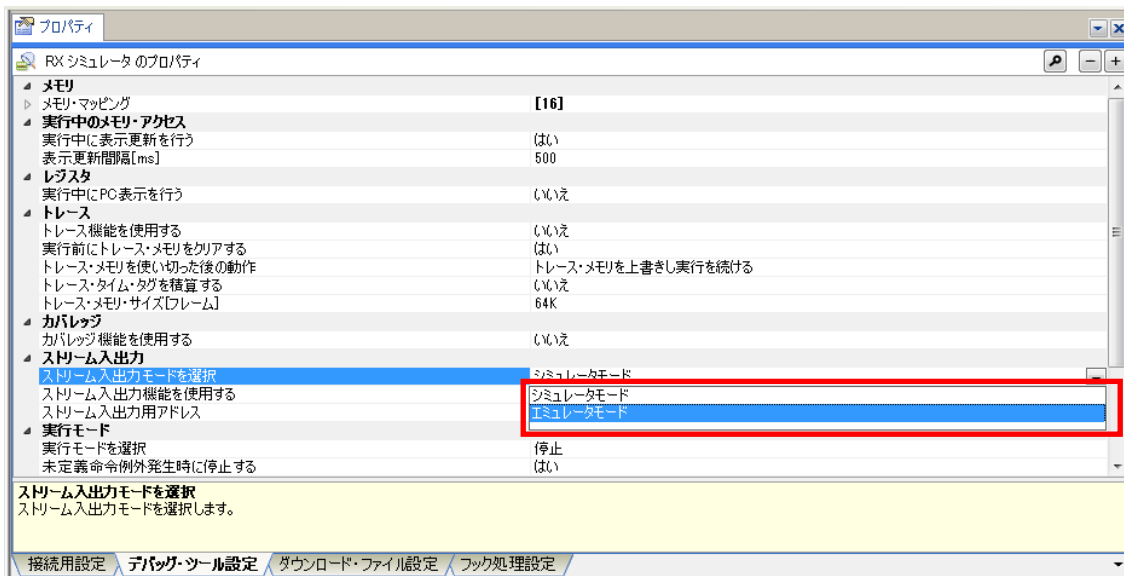 プロパティ
RX シミュレータ のプロパティ
メモリ
メモリ・マッピング [16]
実行中のメモリ・アクセス
実行中に表示更新を行う はい
表示更新間隔[ms] 500
レジスタ
実行中にPC表示を行う いいえ
トレース
トレース機能を使用する いいえ
実行前にトレース・メモリをクリアする はい
トレース・メモリを使い切った後の動作 トレース・メモリを上書きし実行を続ける
トレース・タイム・タグを積算する いいえ
トレース・メモリ・サイズ[フレーム] 64K
カバレッジ
カバレッジ機能を使用する いいえ
ストリーム入出力
ストリーム入出力モードを選択 シミュレータモード
ストリーム入出力機能を使用する シミュレータモード
ストリーム入出力用アドレス エミュレータモード
実行モード
実行モードを選択 停止
未定義命令例外発生時に停止する はい
ストリーム入出力モードを選択
ストリーム入出力モードを選択します。
接続用設定 デバッグ・ツール設定 ダウンロード・ファイル設定 フック処理設定